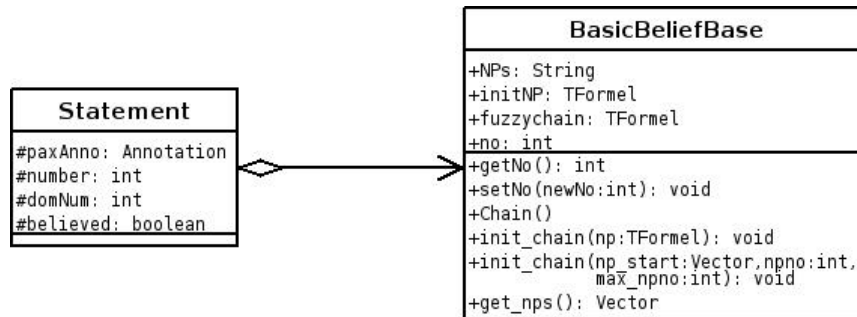 Statement
#paxAnno: Annotation
#number: int
#domNum: int
#believed: boolean
BasicBeliefBase
+NPs: String
+initNP: TFormel
+fuzzychain: TFormel
+no: int
+getNo(): int
+setNo(newNo:int): void
+Chain()
+init_chain(np:TFormel): void
+init_chain(np_start:Vector,npno:int,
max_npno:int): void
+get_nps(): Vector